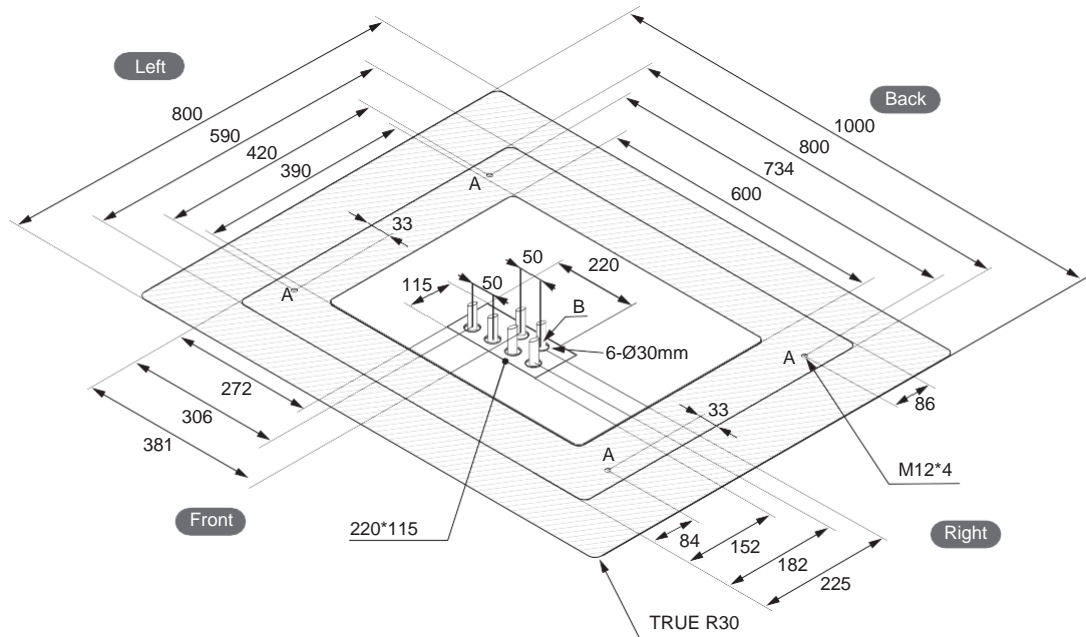 Left
800
590
420
390
Back
1000
800
734
600
A
33
50
50
220
115
B
6-Ø30mm
A
A
272
306
381
33
86
A
M12*4
Front
220*115
84
152
182
225
Right
TRUE R30